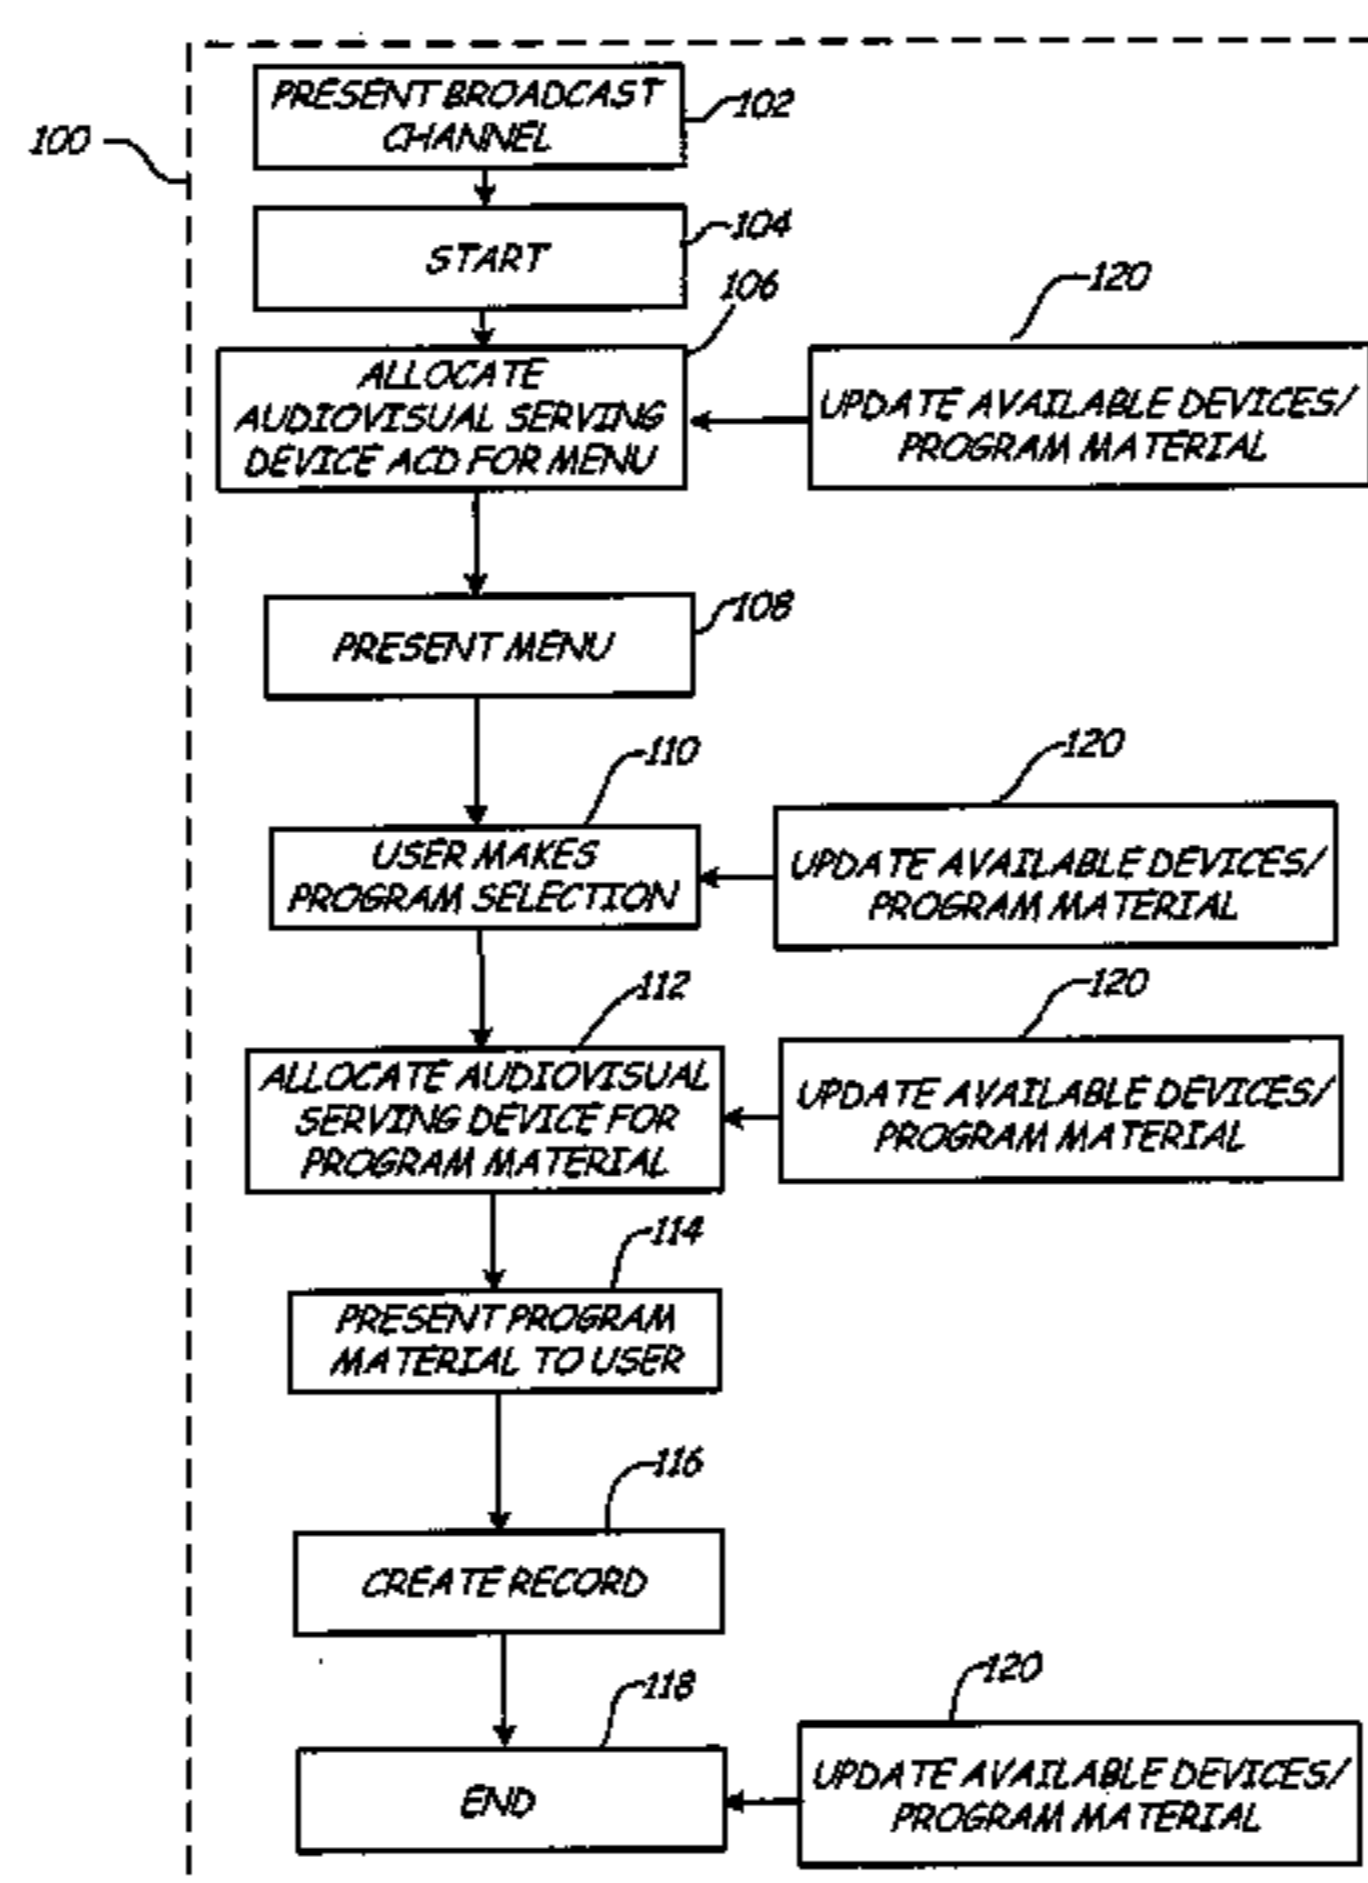 PRESENT BROADCAST
CHANNEL
102
100
START
104
106
120
ALLOCATE
AUDIOVISUAL SERVING
DEVICE ACD FOR MENU
UPDATE AVAILABLE DEVICES/
PROGRAM MATERIAL
PRESENT MENU
108
110
120
USER MAKES
PROGRAM SELECTION
UPDATE AVAILABLE DEVICES/
PROGRAM MATERIAL
112
120
ALLOCATE AUDIOVISUAL
SERVING DEVICE FOR
PROGRAM MATERIAL
UPDATE AVAILABLE DEVICES/
PROGRAM MATERIAL
114
PRESENT PROGRAM
MATERIAL TO USER
116
CREATE RECORD
118
120
END
UPDATE AVAILABLE DEVICES/
PROGRAM MATERIAL